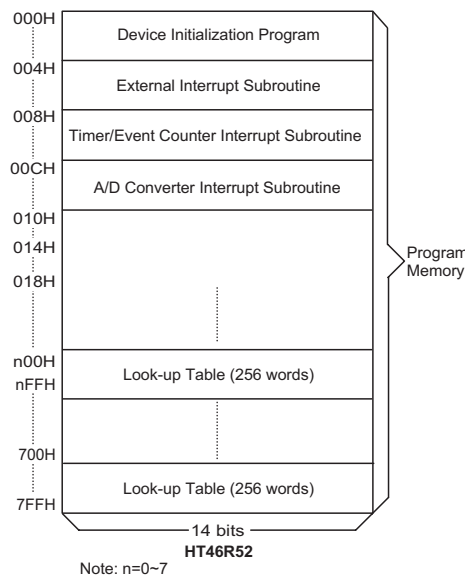 000H
Device Initialization Program
004H
External Interrupt Subroutine
008H
Timer/Event Counter Interrupt Subroutine
00CH
A/D Converter Interrupt Subroutine
010H
014H
018H
Program
Memory
n00H
Look-up Table (256 words)
nFFH
700H
Look-up Table (256 words)
7FFH
14 bits
HT46R52
Note: n=0~7